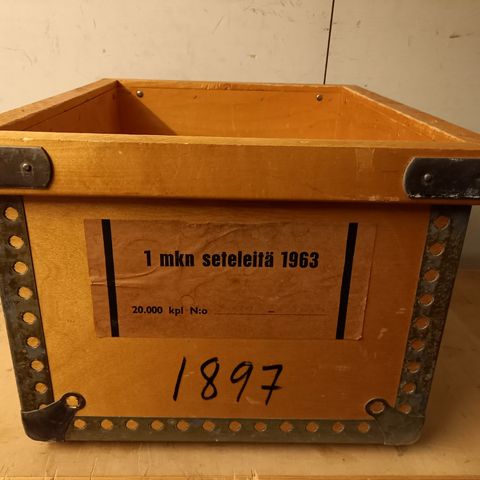 1 mkn seteleitä 1963
20.000 kpl N:o
1897